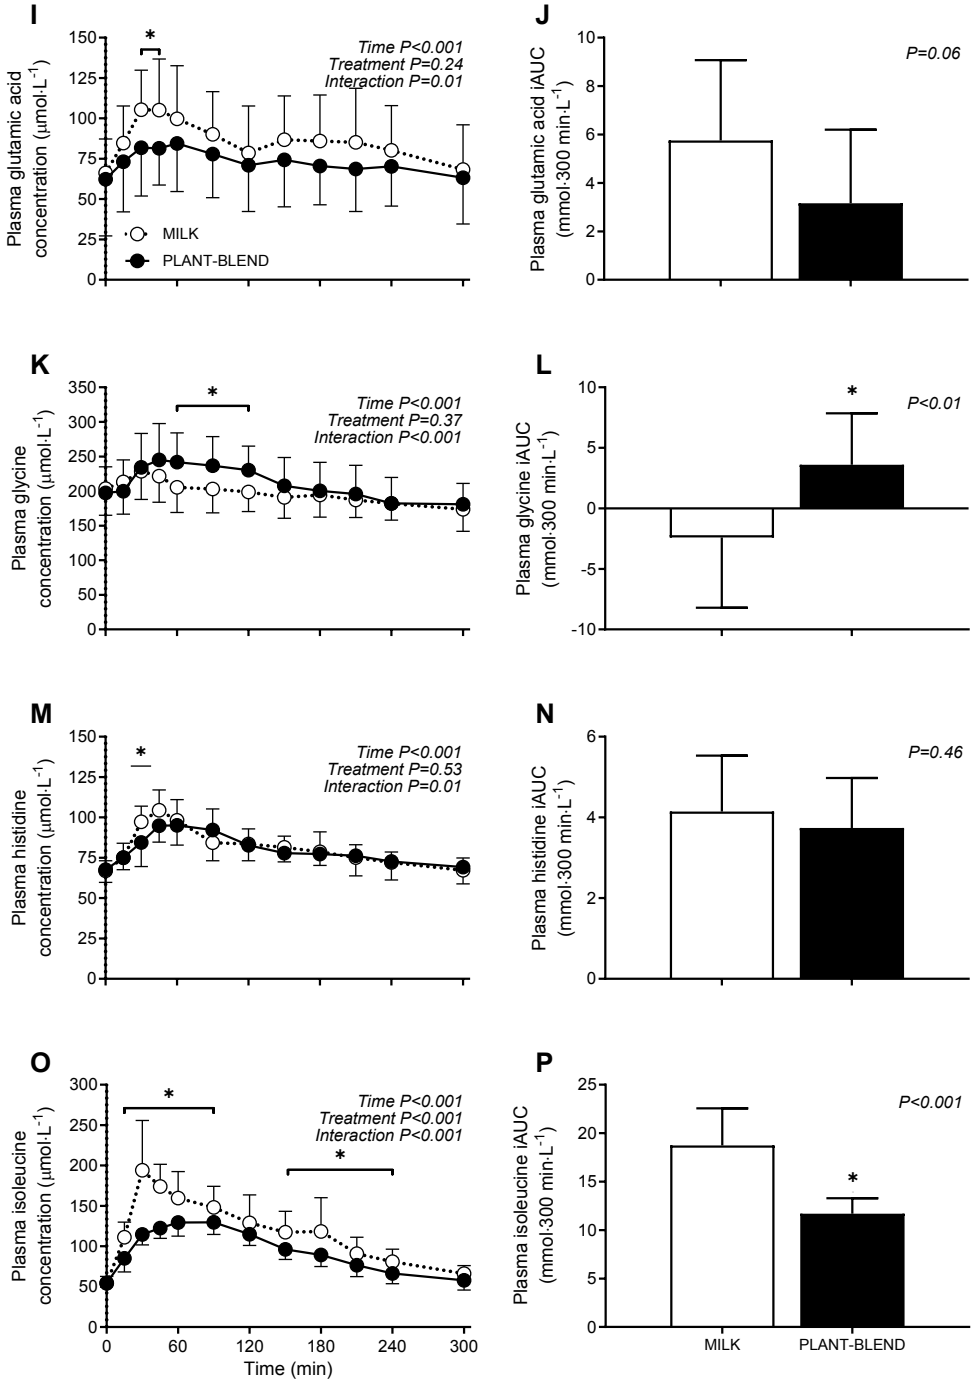 I
Plasma glutamic acid
concentration (μmol·L⁻¹)
150
125
100
75
50
25
0
*
Time P<0.001
Treatment P=0.24
Interaction P=0.01
MILK
PLANT-BLEND
J
Plasma glutamic acid iAUC
(mmol·300 min·L⁻¹)
10
8
6
4
2
0
P=0.06
K
Plasma glycine
concentration (μmol·L⁻¹)
350
300
250
200
150
100
50
0
*
Time P<0.001
Treatment P=0.37
Interaction P<0.001
L
Plasma glycine iAUC
(mmol·300 min·L⁻¹)
10
5
0
-5
-10
*
P<0.01
M
Plasma histidine
concentration (μmol·L⁻¹)
150
125
100
75
50
25
0
*
Time P<0.001
Treatment P=0.53
Interaction P=0.01
N
Plasma histidine iAUC
(mmol·300 min·L⁻¹)
6
4
2
0
P=0.46
O
Plasma isoleucine
concentration (μmol·L⁻¹)
300
250
200
150
100
50
0
*
Time P<0.001
Treatment P<0.001
Interaction P<0.001
*
0 60 120 180 240 300
Time (min)
P
Plasma isoleucine iAUC
(mmol·300 min·L⁻¹)
25
20
15
10
5
0
P<0.001
*
MILK PLANT-BLEND